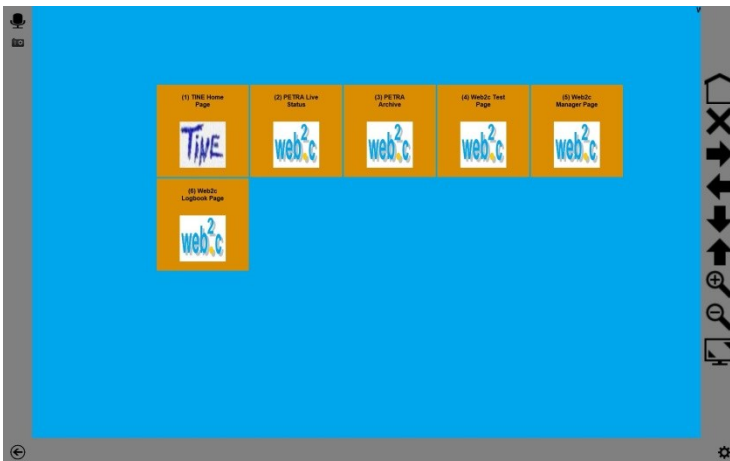 (1) TINE Home
Page
(2) PETRA Live
Status
(3) PETRA
Archive
(4) Web2c Test
Page
(5) Web2c
Manager Page
TINE
web2c
web2c
web2c
web2c
(6) Web2c
Logbook Page
web2c